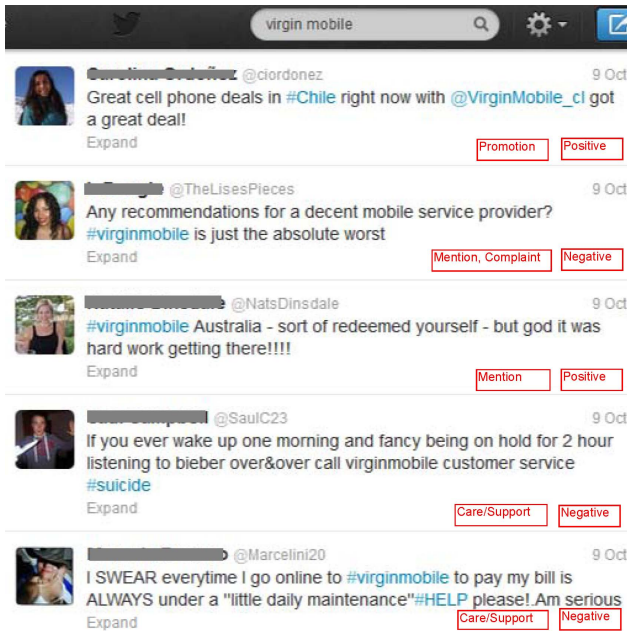 virgin mobile
@ciordonez 9 Oct
Great cell phone deals in #Chile right now with @VirginMobile_cl got
a great deal!
Expand
Promotion Positive
@TheLisesPieces 9 Oct
Any recommendations for a decent mobile service provider?
#virginmobile is just the absolute worst
Expand
Mention, Complaint Negative
@NatsDinsdale 9 Oct
#virginmobile Australia - sort of redeemed yourself - but god it was
hard work getting there!!!!
Expand
Mention Positive
@SaulC23 9 Oct
If you ever wake up one morning and fancy being on hold for 2 hour
listening to bieber over&over call virginmobile customer service
#suicide
Expand
Care/Support Negative
@Marcelini20 9 Oct
I SWEAR everytime I go online to #virginmobile to pay my bill is
ALWAYS under a "little daily maintenance"#HELP please! Am serious
Expand
Care/Support Negative